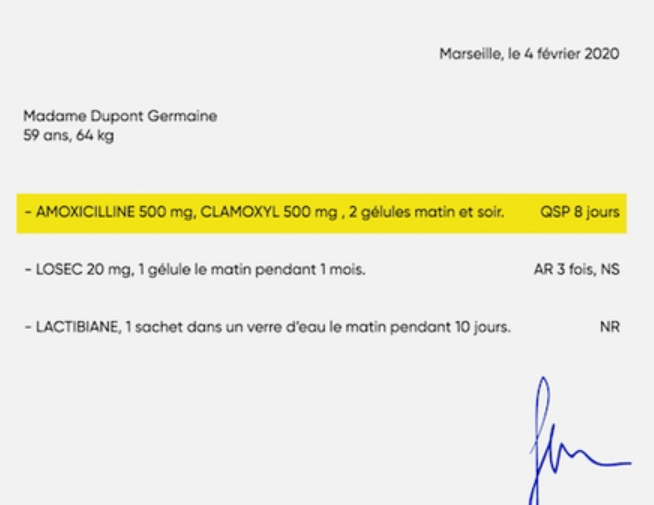 Marseille, le 4 février 2020
Madame Dupont Germaine
59 ans, 64 kg
- AMOXICILLINE 500 mg, CLAMOXYL 500 mg , 2 gélules matin et soir. QSP 8 jours
- LOSEC 20 mg, 1 gélule le matin pendant 1 mois. AR 3 fois, NS
- LACTIBIANE, 1 sachet dans un verre d'eau le matin pendant 10 jours. NR